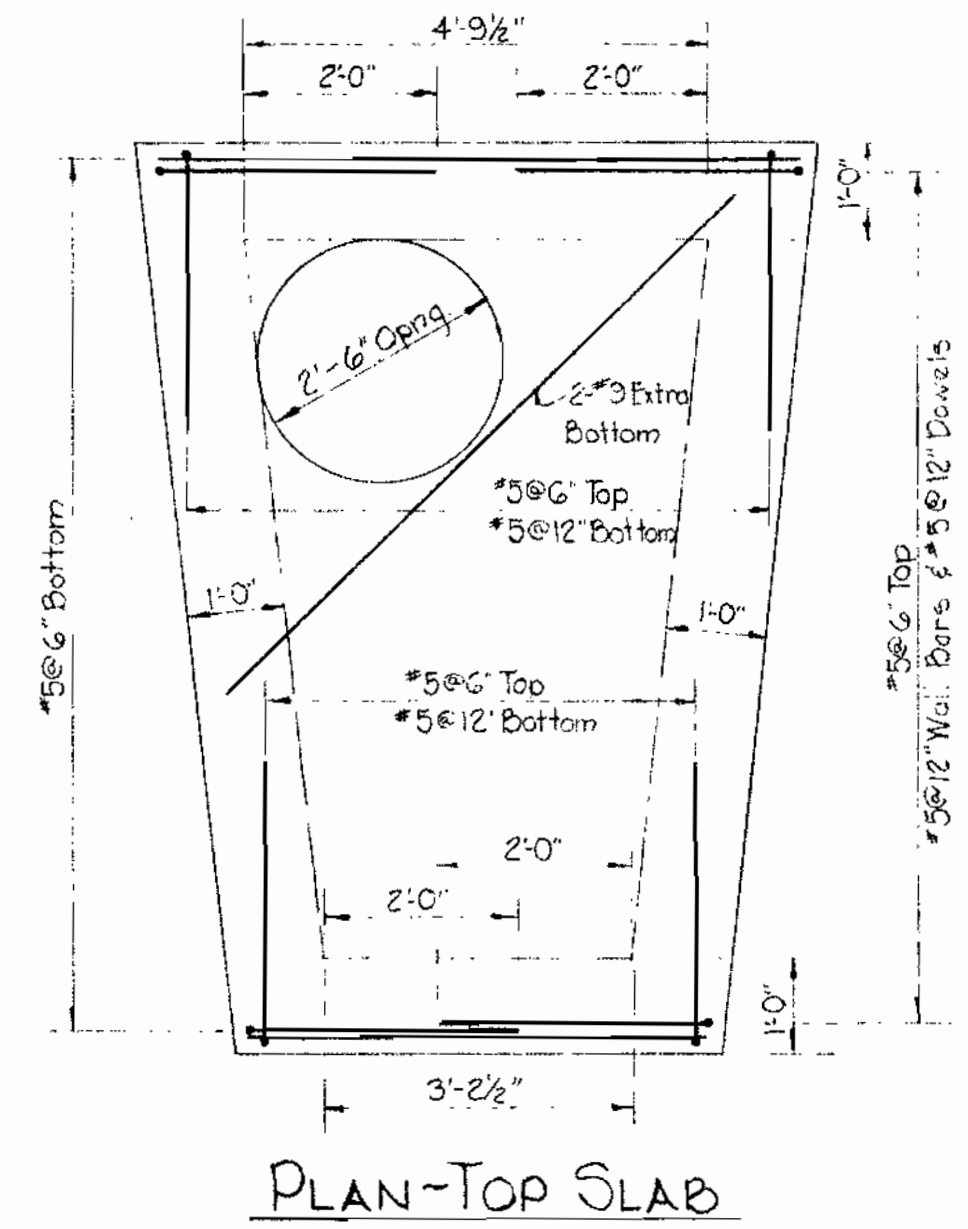 4'-9½"
2'-0"
2'-0"
1'-0"
2'-6" Opng
2-#9 Extra
Bottom
#5@6" Top
#5@12" Bottom
#5@6" Bottom
1'-0"
1'-0"
#5@6" Top
#5@12" Wall Bars & #5@12" Dowels
#5@6" Top
#5@12" Bottom
2'-0"
2'-0"
1'-0"
3'-2½"
PLAN-TOP SLAB